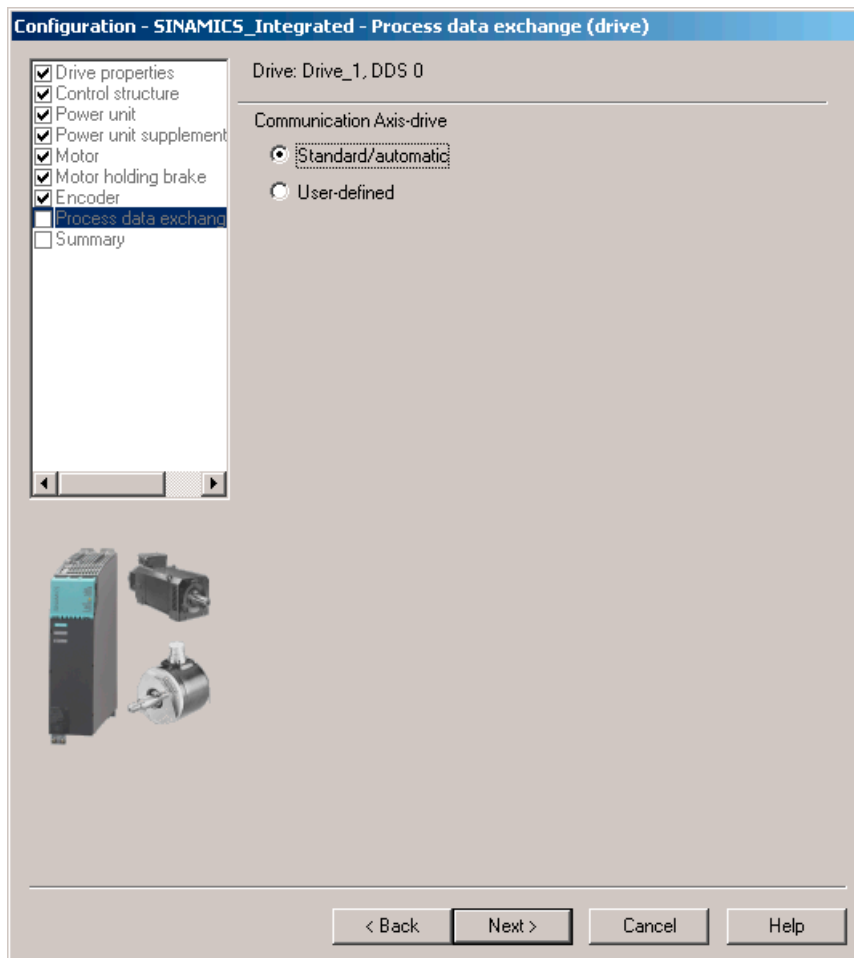 Configuration - SINAMICS_Integrated - Process data exchange (drive)
Drive properties
Control structure
Power unit
Power unit supplement
Motor
Motor holding brake
Encoder
Process data exchang
Summary
Drive: Drive_1, DDS 0
Communication Axis-drive
Standard/automatic
User-defined
< Back
Next >
Cancel
Help